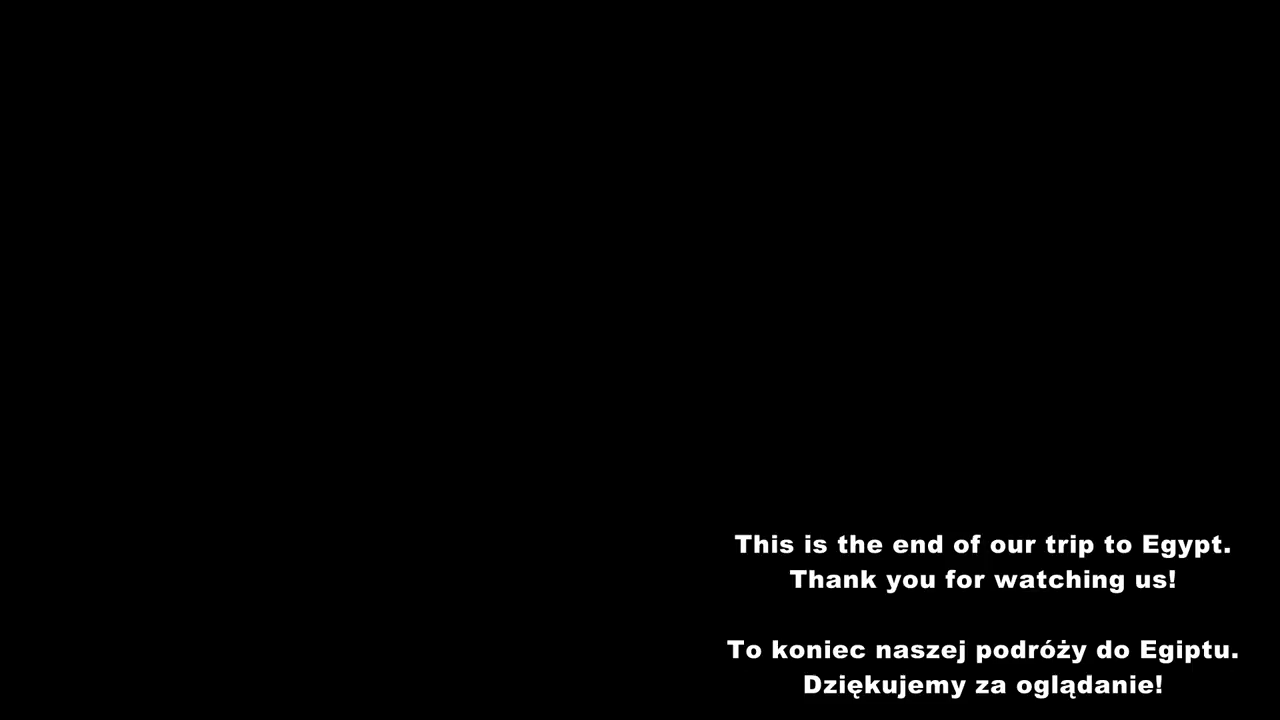 This is the end of our trip to Egypt.
Thank you for watching us!
To koniec naszej podróży do Egiptu.
Dziękujemy za oglądanie!